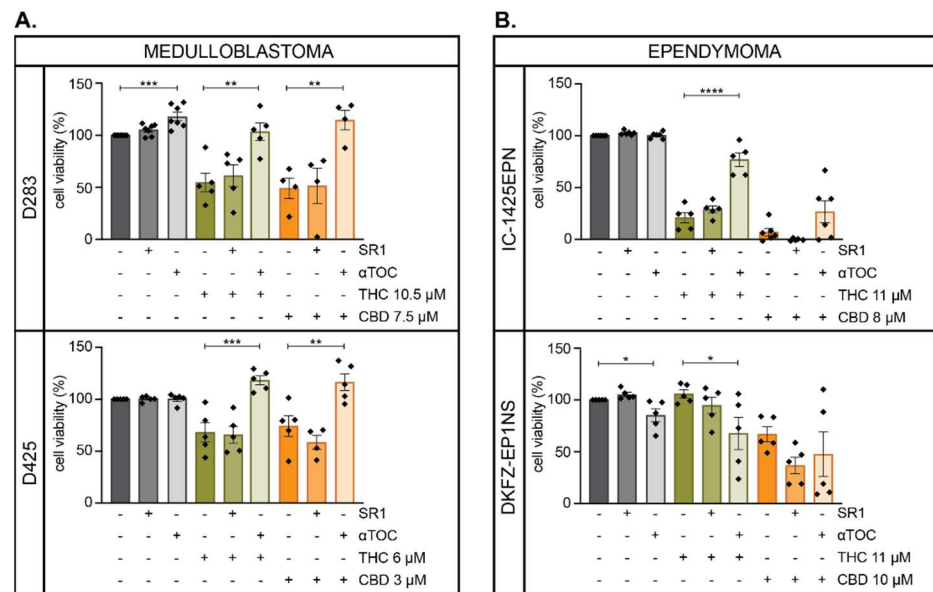 A.
MEDULLOBLASTOMA
D283
cell viability (%)
150
100
50
0
*** ** **
- + - - + - - + - SR1
- - + - - + - - + αTOC
- - - + + + - - - THC 10.5 µM
- - - - - - + + + CBD 7.5 µM
D425
cell viability (%)
150
100
50
0
*** **
- + - - + - - + - SR1
- - + - - + - - + αTOC
- - - + + + - - - THC 6 µM
- - - - - - + + + CBD 3 µM
B.
EPENDYMOMA
IC-1425EPN
cell viability (%)
150
100
50
0
****
- + - - + - - + - SR1
- - + - - + - - + αTOC
- - - + + + - - - THC 11 µM
- - - - - - + + + CBD 8 µM
DKFZ-EP1NS
cell viability (%)
150
100
50
0
* *
- + - - + - - + - SR1
- - + - - + - - + αTOC
- - - + + + - - - THC 11 µM
- - - - - - + + + CBD 10 µM